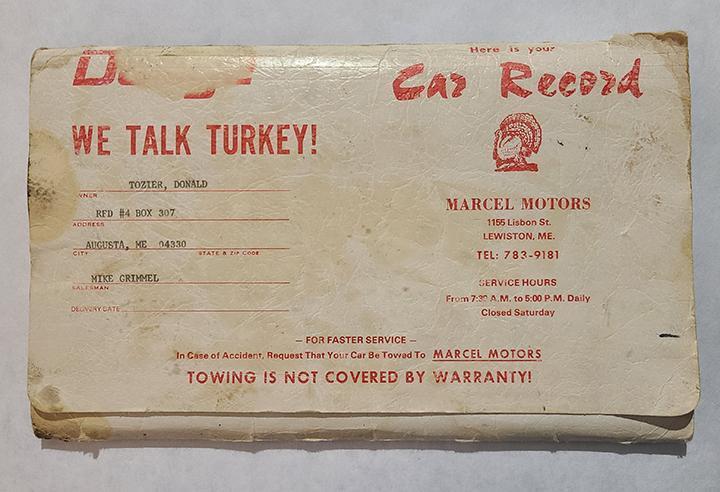 Dodge
WE TALK TURKEY!
TOZIER, DONALD
OWNER
RFD #4 BOX 307
ADDRESS
AUGUSTA, ME 04330
CITY STATE & ZIP CODE
MIKE GRIMMEL
SALESMAN
DELIVERY DATE
Here is your
Car Record
MARCEL MOTORS
1155 Lisbon St.
LEWISTON, ME.
TEL: 783-9181
SERVICE HOURS
From 7:30 A.M. to 5:00 P.M. Daily
Closed Saturday
— FOR FASTER SERVICE —
In Case of Accident, Request That Your Car Be Towed To MARCEL MOTORS
TOWING IS NOT COVERED BY WARRANTY!